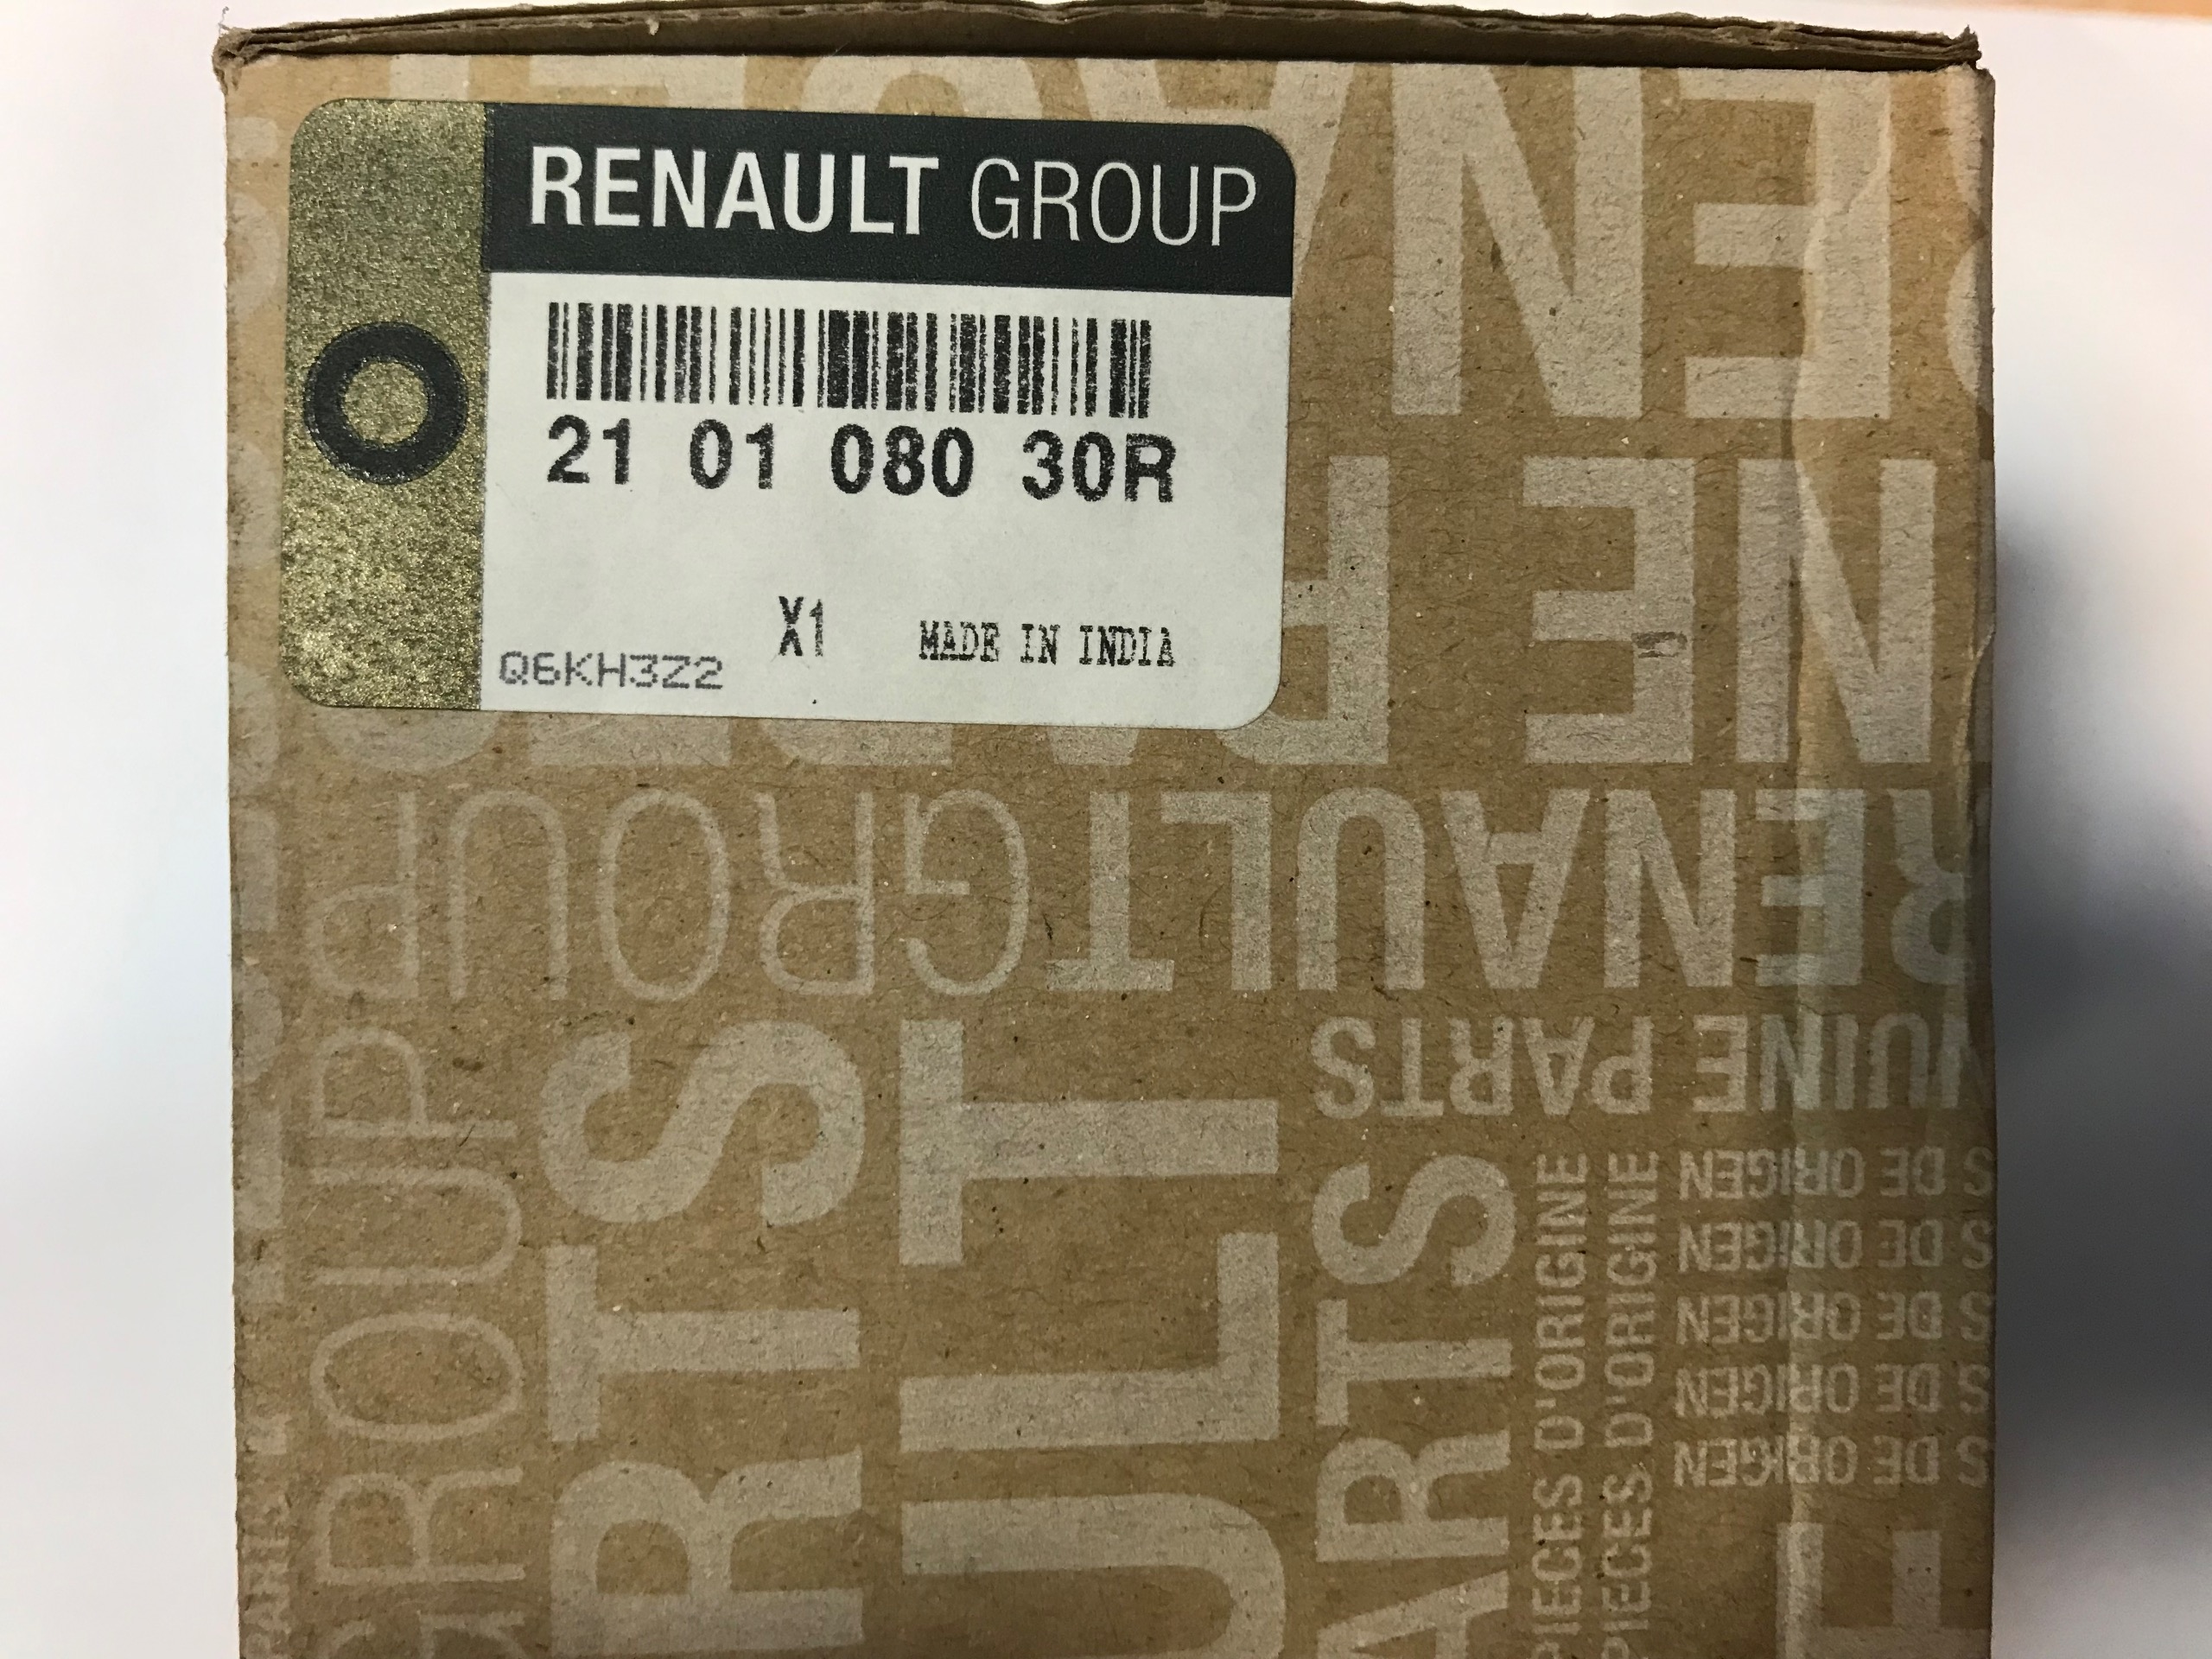 RENAULT GROUP
21 01 080 30R
X1
MADE IN INDIA
Q6KH3Z2
RENAULT GROUP
PARTS
GROUP
DE ORIGEN
DE ORIGEN
DE ORIGEN
DE ORIGEN
DE ORIGEN
PIECES D'ORIGINE
PIECES D'ORIGINE